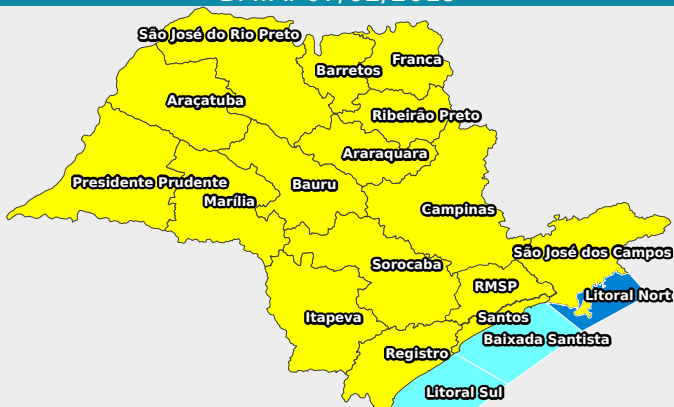 São José do Rio Preto
Franca
Barretos
Araçatuba
Ribeirão Preto
Araraquara
Presidente Prudente
Bauru
Marília
Campinas
São José dos Campos
Sorocaba
RMSP
Litoral Nort
Itapeva
Santos
Baixada Santista
Registro
Litoral Sul